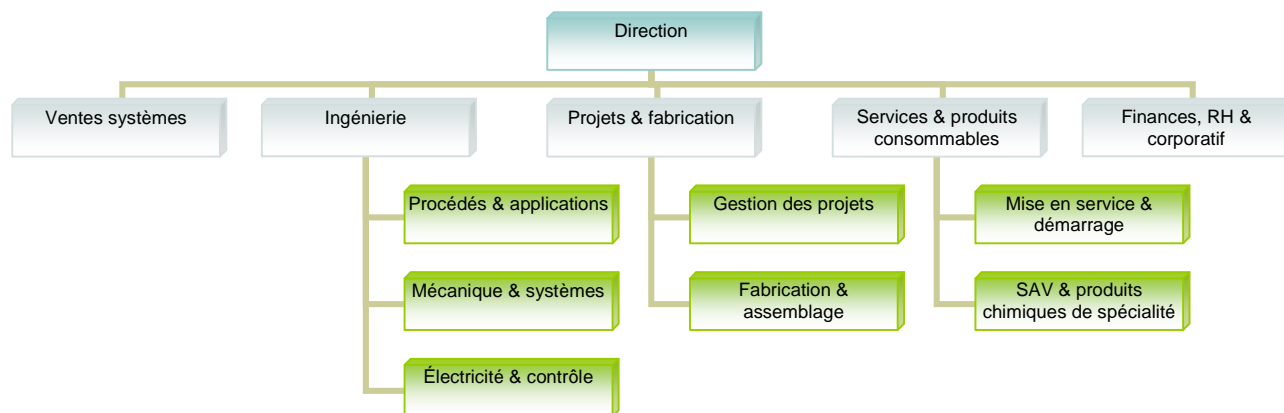 Direction
Ventes systèmes
Ingénierie
Projets & fabrication
Services & produits
consommables
Finances, RH &
corporatif
Procédés & applications
Mécanique & systèmes
Électricité & contrôle
Gestion des projets
Fabrication &
assemblage
Mise en service &
démarrage
SAV & produits
chimiques de spécialité